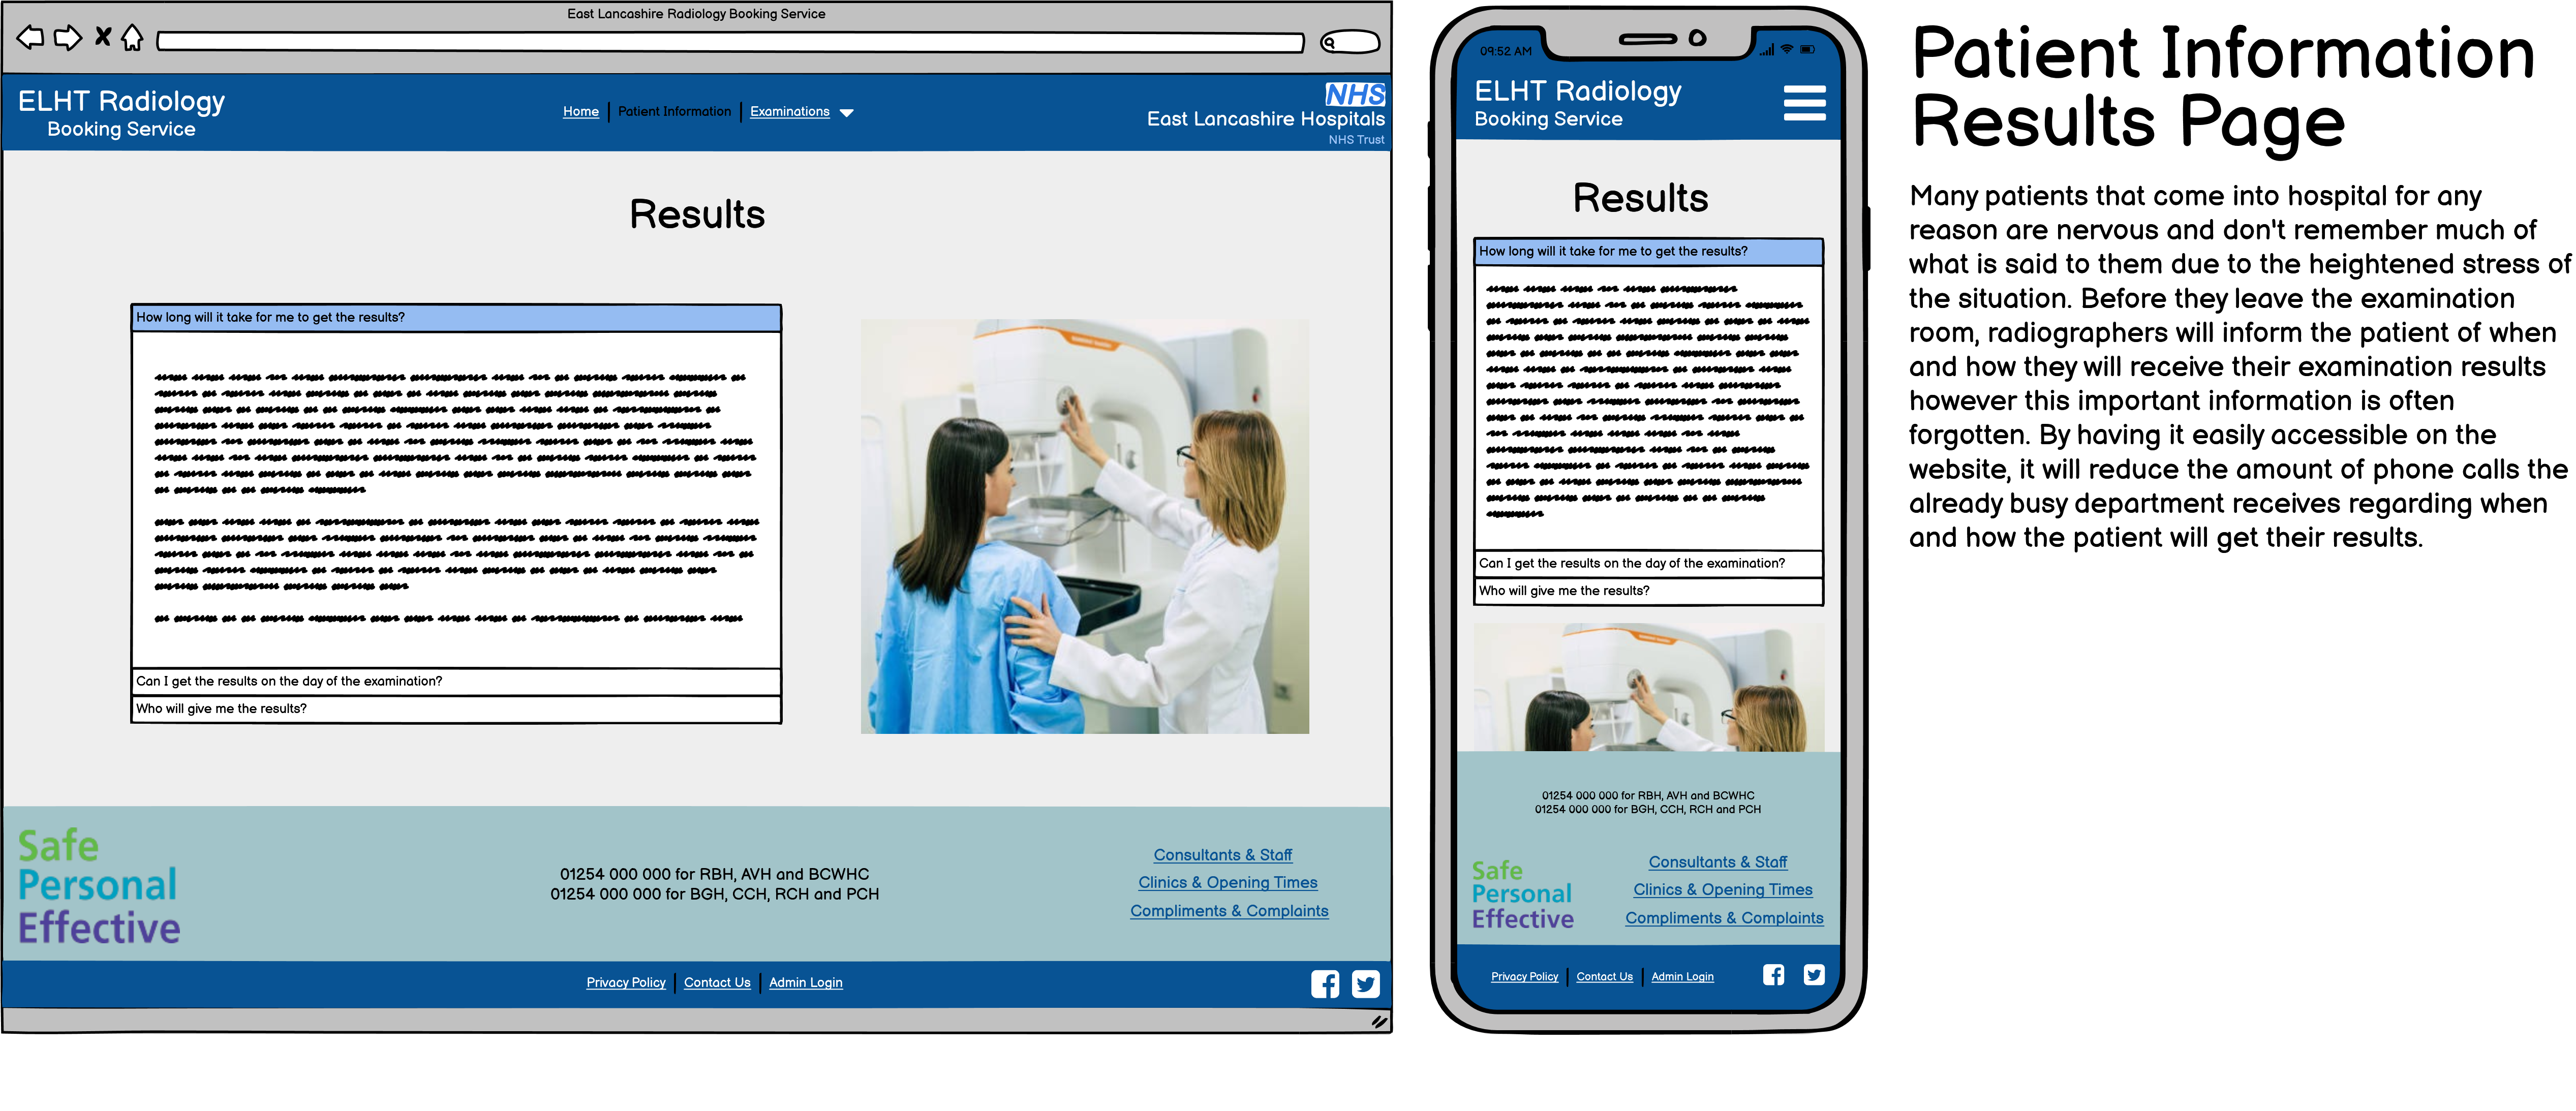 East Lancashire Radiology Booking Service
ELHT Radiology
Booking Service
Home
Patient Information
Examinations
NHS
East Lancashire Hospitals
NHS Trust
Results
How long will it take for me to get the results?
Can I get the results on the day of the examination?
Who will give me the results?
Safe
Personal
Effective
01254 000 000 for RBH, AVH and BCWHC
01254 000 000 for BGH, CCH, RCH and PCH
Consultants & Staff
Clinics & Opening Times
Compliments & Complaints
Privacy Policy
Contact Us
Admin Login
09:52 AM
ELHT Radiology
Booking Service
Results
How long will it take for me to get the results?
Can I get the results on the day of the examination?
Who will give me the results?
01254 000 000 for RBH, AVH and BCWHC
01254 000 000 for BGH, CCH, RCH and PCH
Safe
Personal
Effective
Consultants & Staff
Clinics & Opening Times
Compliments & Complaints
Privacy Policy
Contact Us
Admin Login
Patient Information
Results Page
Many patients that come into hospital for any
reason are nervous and don't remember much of
what is said to them due to the heightened stress of
the situation. Before they leave the examination
room, radiographers will inform the patient of when
and how they will receive their examination results
however this important information is often
forgotten. By having it easily accessible on the
website, it will reduce the amount of phone calls the
already busy department receives regarding when
and how the patient will get their results.